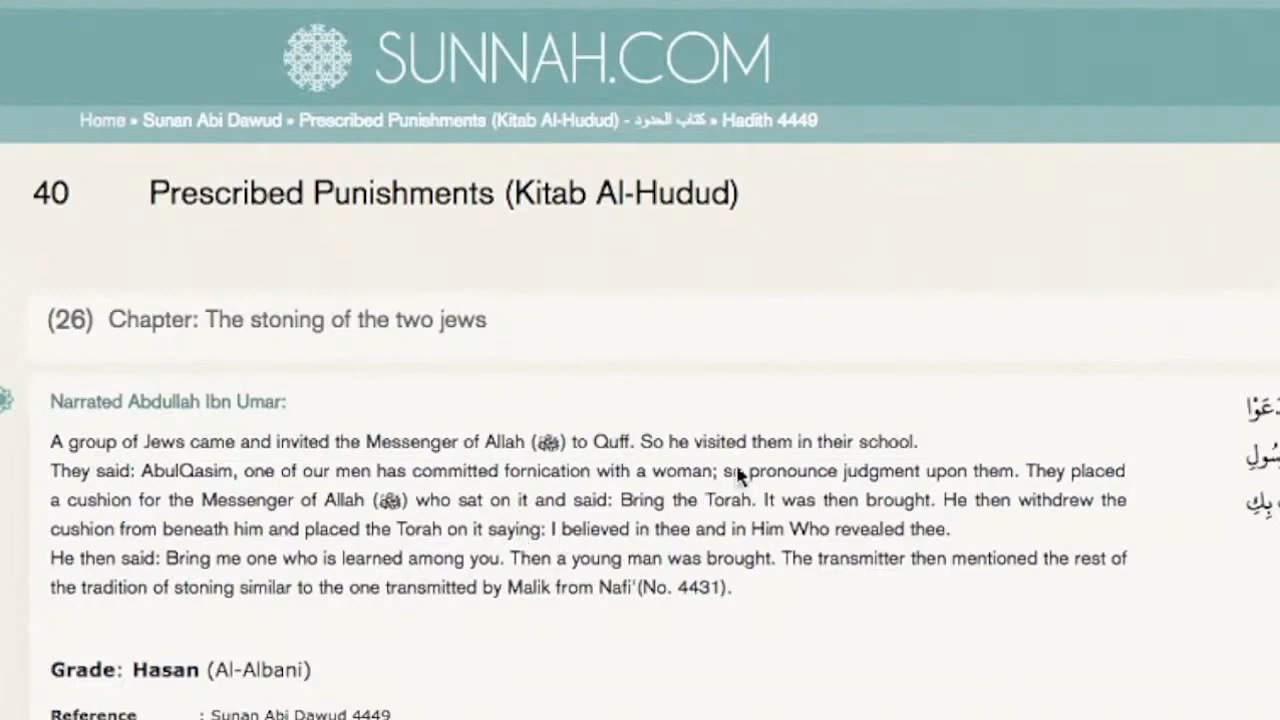 SUNNAH.COM
Home » Sunan Abi Dawud » Prescribed Punishments (Kitab Al-Hudud) - كتاب الحدود » Hadith 4449
40 Prescribed Punishments (Kitab Al-Hudud)
(26) Chapter: The stoning of the two jews
Narrated Abdullah Ibn Umar:
A group of Jews came and invited the Messenger of Allah (ﷺ) to Quff. So he visited them in their school.
They said: AbulQasim, one of our men has committed fornication with a woman; so pronounce judgment upon them. They placed
a cushion for the Messenger of Allah (ﷺ) who sat on it and said: Bring the Torah. It was then brought. He then withdrew the
cushion from beneath him and placed the Torah on it saying: I believed in thee and in Him Who revealed thee.
He then said: Bring me one who is learned among you. Then a young man was brought. The transmitter then mentioned the rest of
the tradition of stoning similar to the one transmitted by Malik from Nafi'(No. 4431).
Grade: Hasan (Al-Albani)
Reference : Sunan Abi Dawud 4449